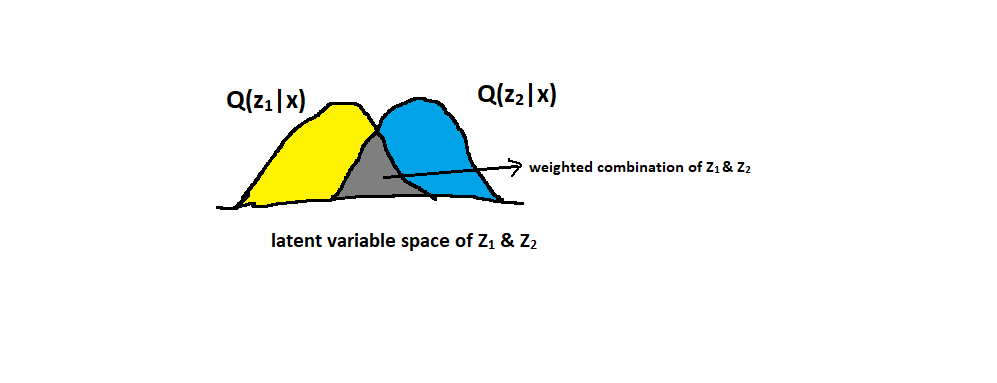 Q(z₁|x)
Q(z₂|x)
weighted combination of Z₁ & Z₂
latent variable space of Z₁ & Z₂